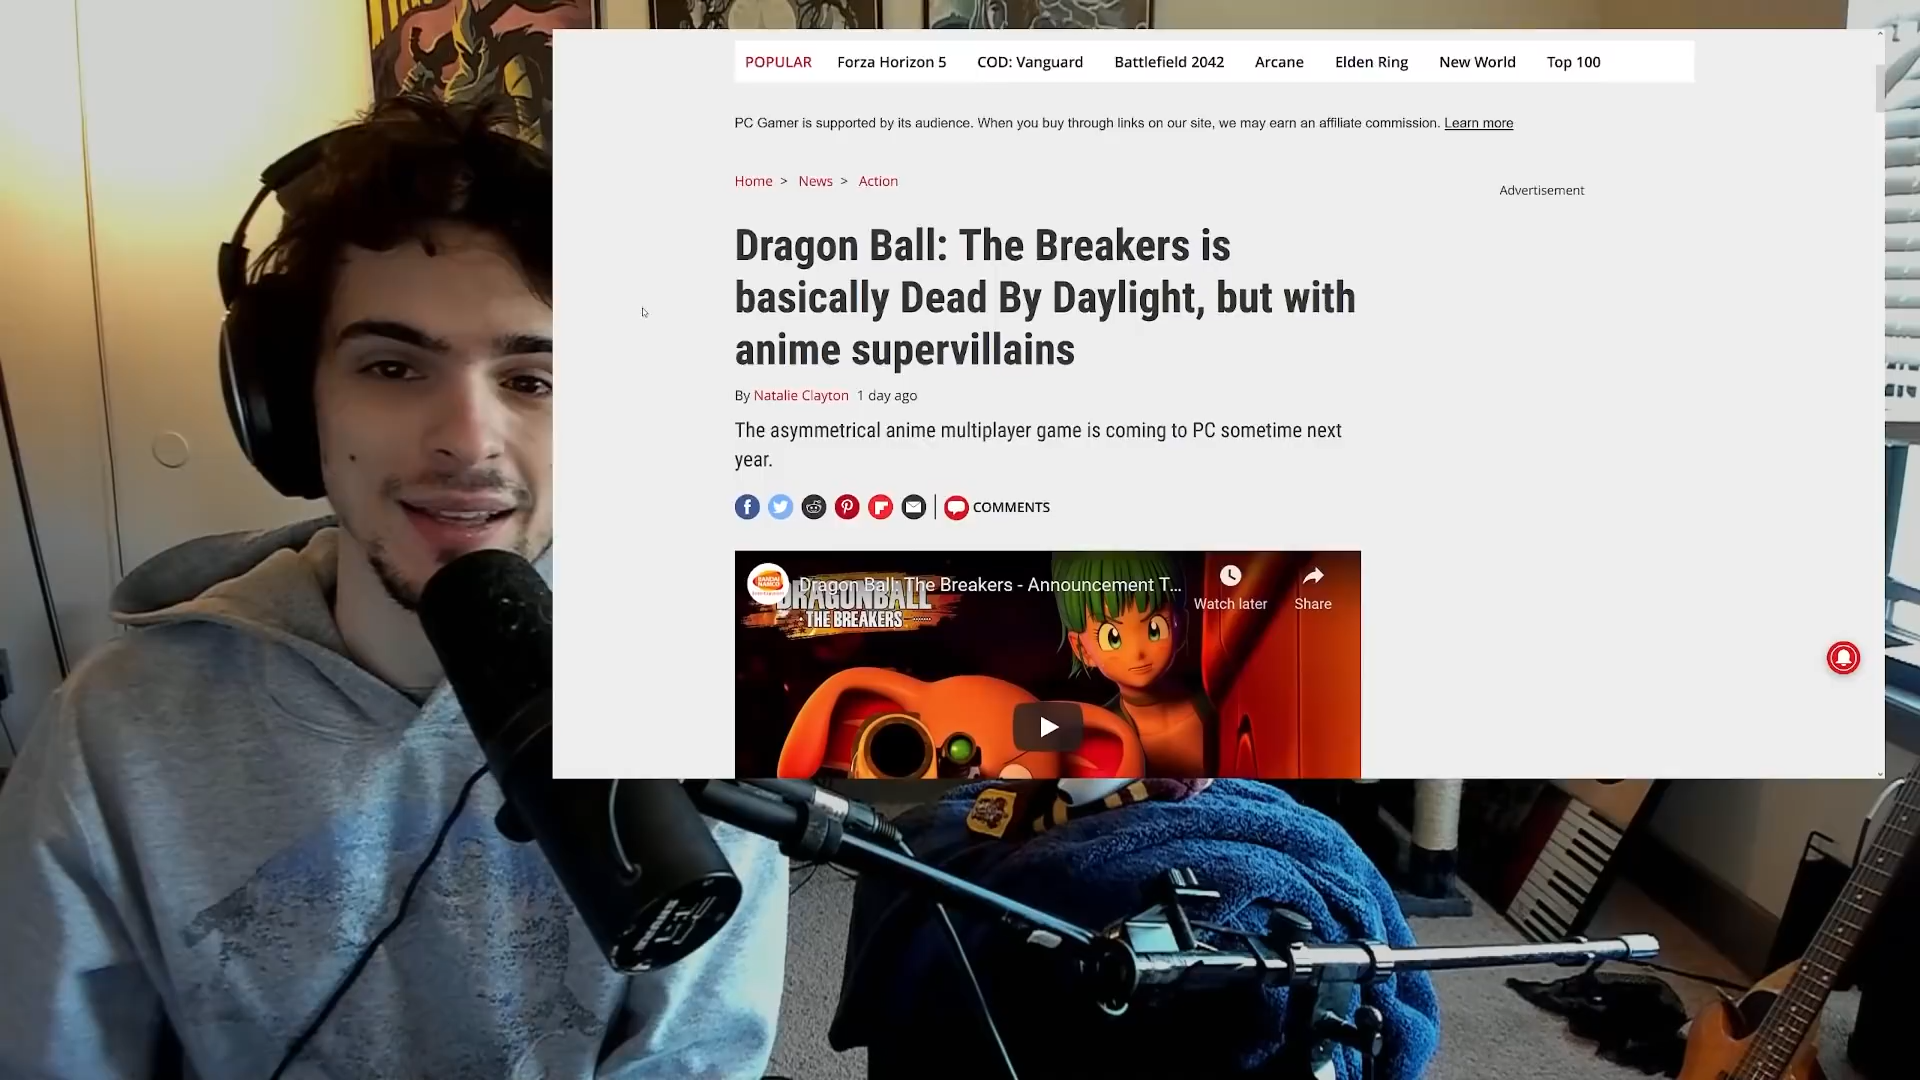 POPULAR Forza Horizon 5 COD: Vanguard Battlefield 2042 Arcane Elden Ring New World Top 100
PC Gamer is supported by its audience. When you buy through links on our site, we may earn an affiliate commission. Learn more
Home > News > Action
Advertisement
Dragon Ball: The Breakers is
basically Dead By Daylight, but with
anime supervillains
By Natalie Clayton 1 day ago
The asymmetrical anime multiplayer game is coming to PC sometime next
year.
COMMENTS
Dragon Ball: The Breakers - Announcement T...
Watch later
Share
DRAGONBALL
THE BREAKERS